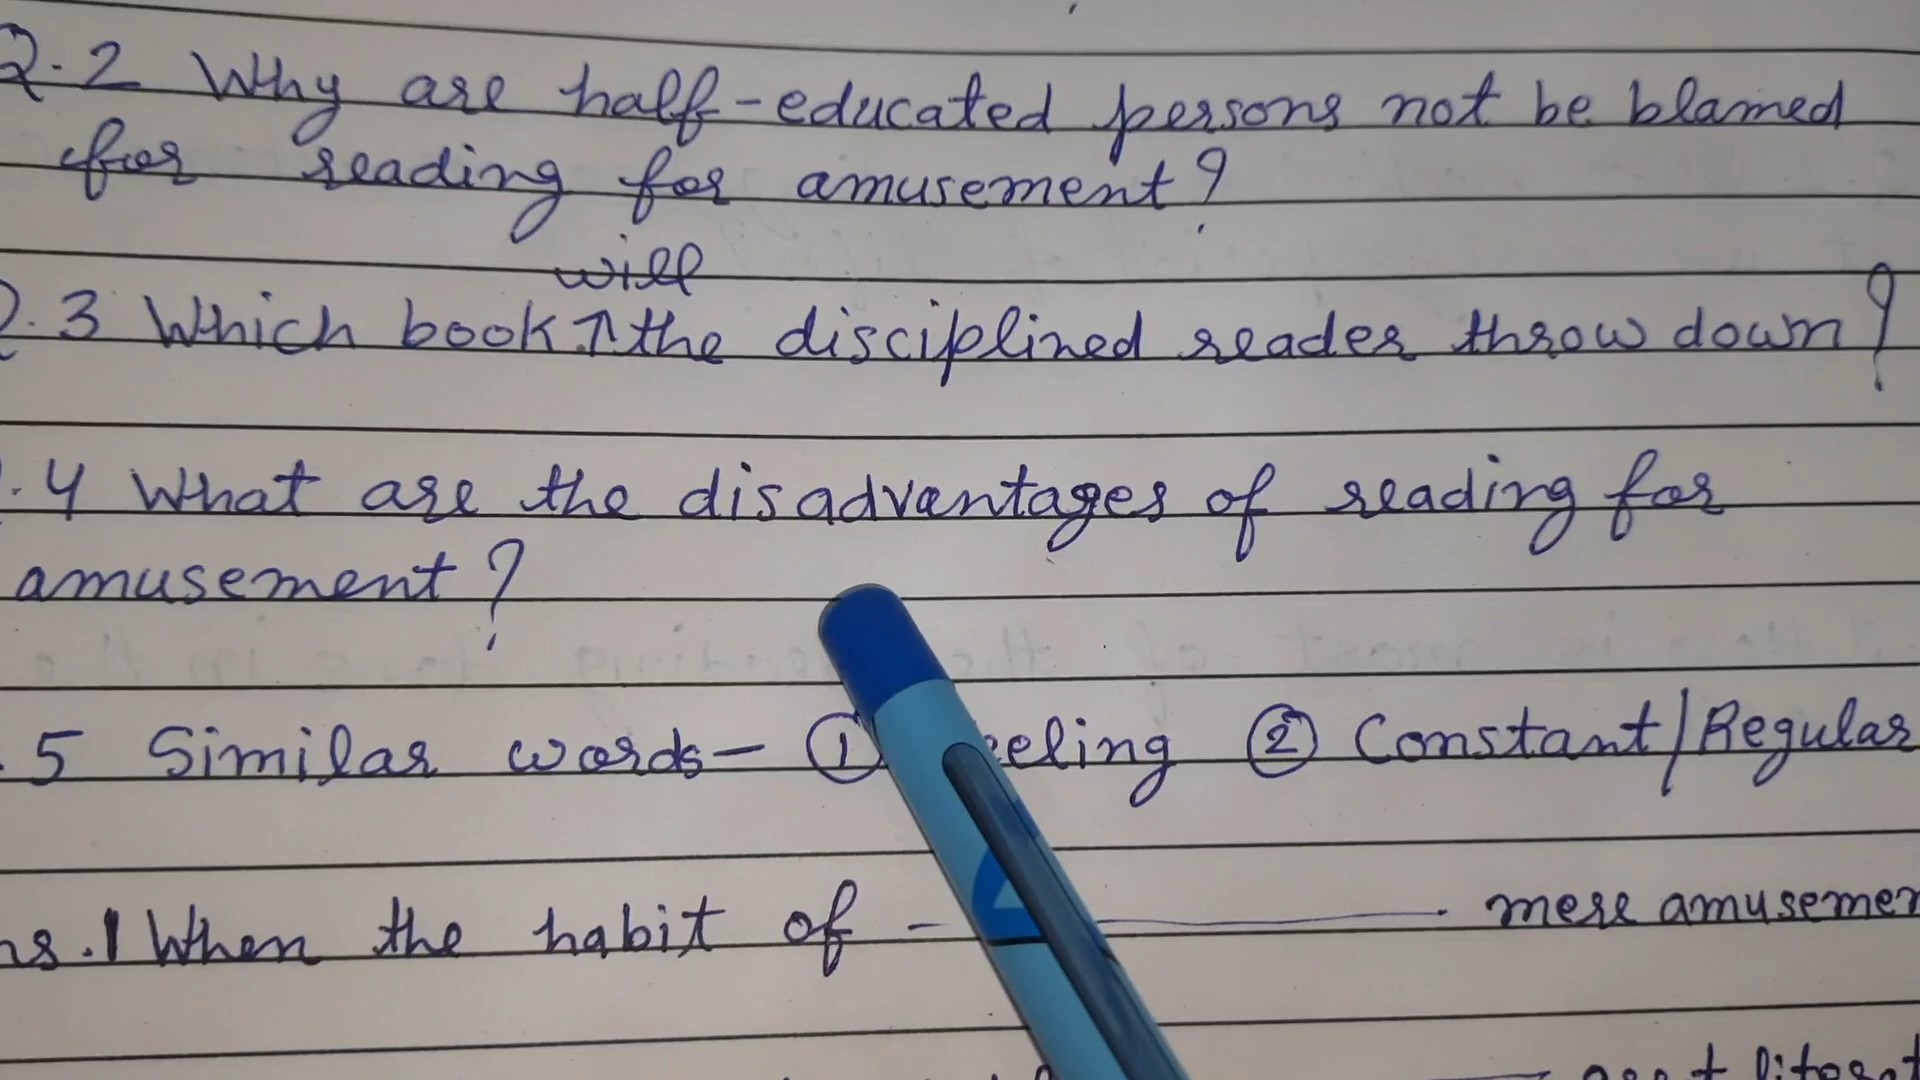 Q.2 Why are half-educated persons not be blamed
for reading for amusement?
will
Q.3 Which book ↑ the disciplined reader throw down?
.4 What are the disadvantages of reading for
amusement?
.5 Similar words- ① eeling ② Constant/Regular
ns.1 When the habit of - mere amusemen